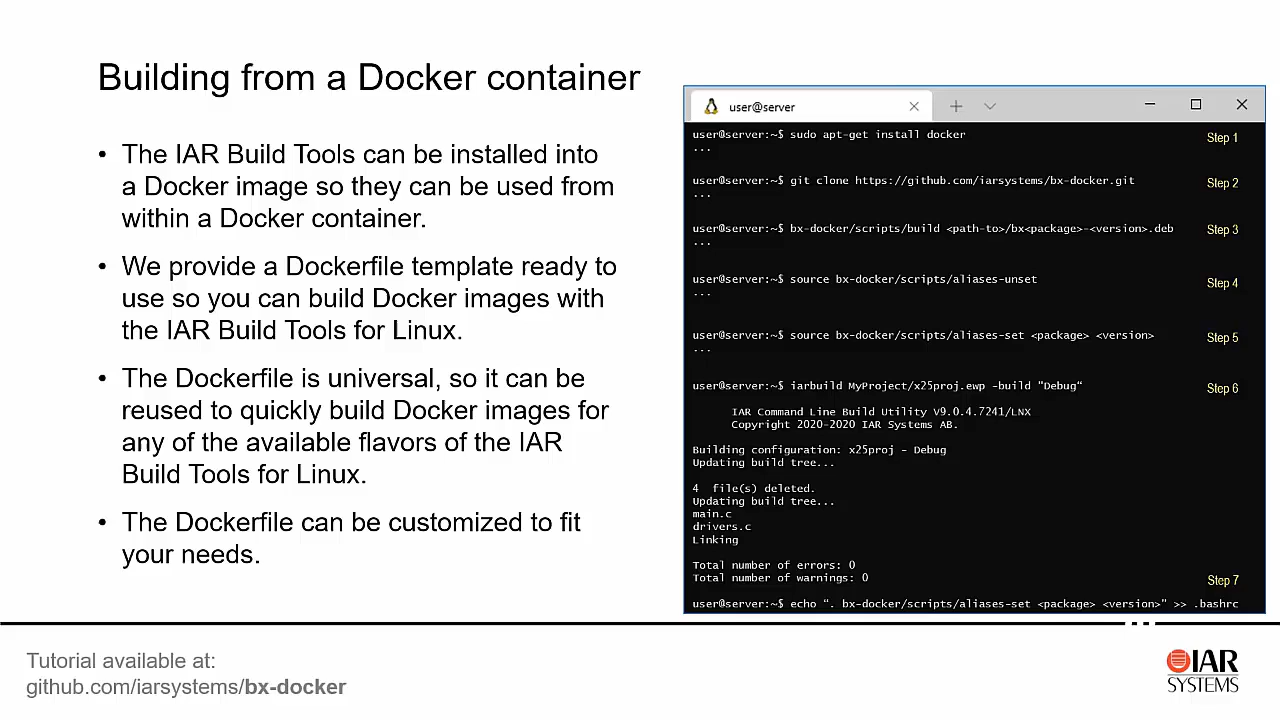 Building from a Docker container
• The IAR Build Tools can be installed into
a Docker image so they can be used from
within a Docker container.
• We provide a Dockerfile template ready to
use so you can build Docker images with
the IAR Build Tools for Linux.
• The Dockerfile is universal, so it can be
reused to quickly build Docker images for
any of the available flavors of the IAR
Build Tools for Linux.
• The Dockerfile can be customized to fit
your needs.
user@server
user@server:~$ sudo apt-get install docker Step 1
...
user@server:~$ git clone https://github.com/iarsystems/bx-docker.git Step 2
...
user@server:~$ bx-docker/scripts/build <path-to>/bx<package>-<version>.deb Step 3
...
user@server:~$ source bx-docker/scripts/aliases-unset Step 4
...
user@server:~$ source bx-docker/scripts/aliases-set <package> <version> Step 5
...
user@server:~$ iarbuild MyProject/x25proj.ewp -build "Debug“ Step 6
IAR Command Line Build Utility v9.0.4.7241/LNX
Copyright 2020-2020 IAR Systems AB.
Building configuration: x25proj - Debug
Updating build tree...
4 file(s) deleted.
Updating build tree...
main.c
drivers.c
Linking
Total number of errors: 0
Total number of warnings: 0
Step 7
user@server:~$ echo “. bx-docker/scripts/aliases-set <package> <version>" >> .bashrc
Tutorial available at:
github.com/iarsystems/bx-docker
IAR
SYSTEMS